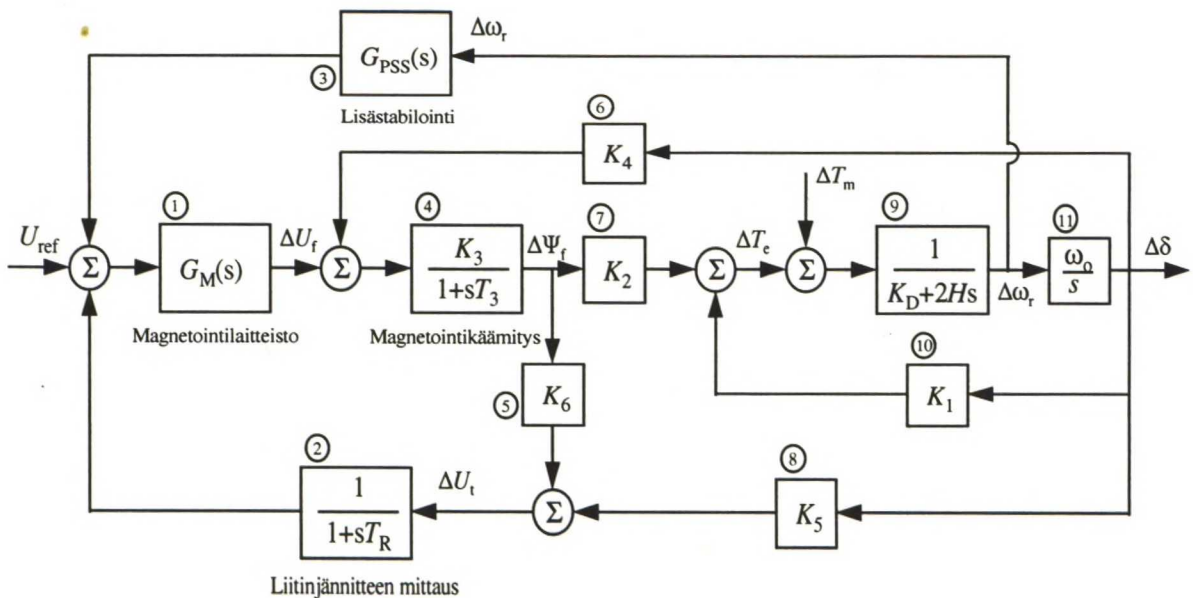 Δωr
GPSS(s)
③
Lisästabilointi
⑥
K4
ΔTm
①
④
⑦
⑨
⑪
Uref
Σ
GM(s)
ΔUf
Σ
K3
1+sT3
ΔΨf
K2
Σ
ΔTe
Σ
1
KD+2Hs
Δωr
ωo
s
Δδ
Magnetointilaitteisto
Magnetointikäämitys
⑩
⑤
K6
K1
②
⑧
1
1+sTR
ΔUt
Σ
K5
Liitinjännitteen mittaus